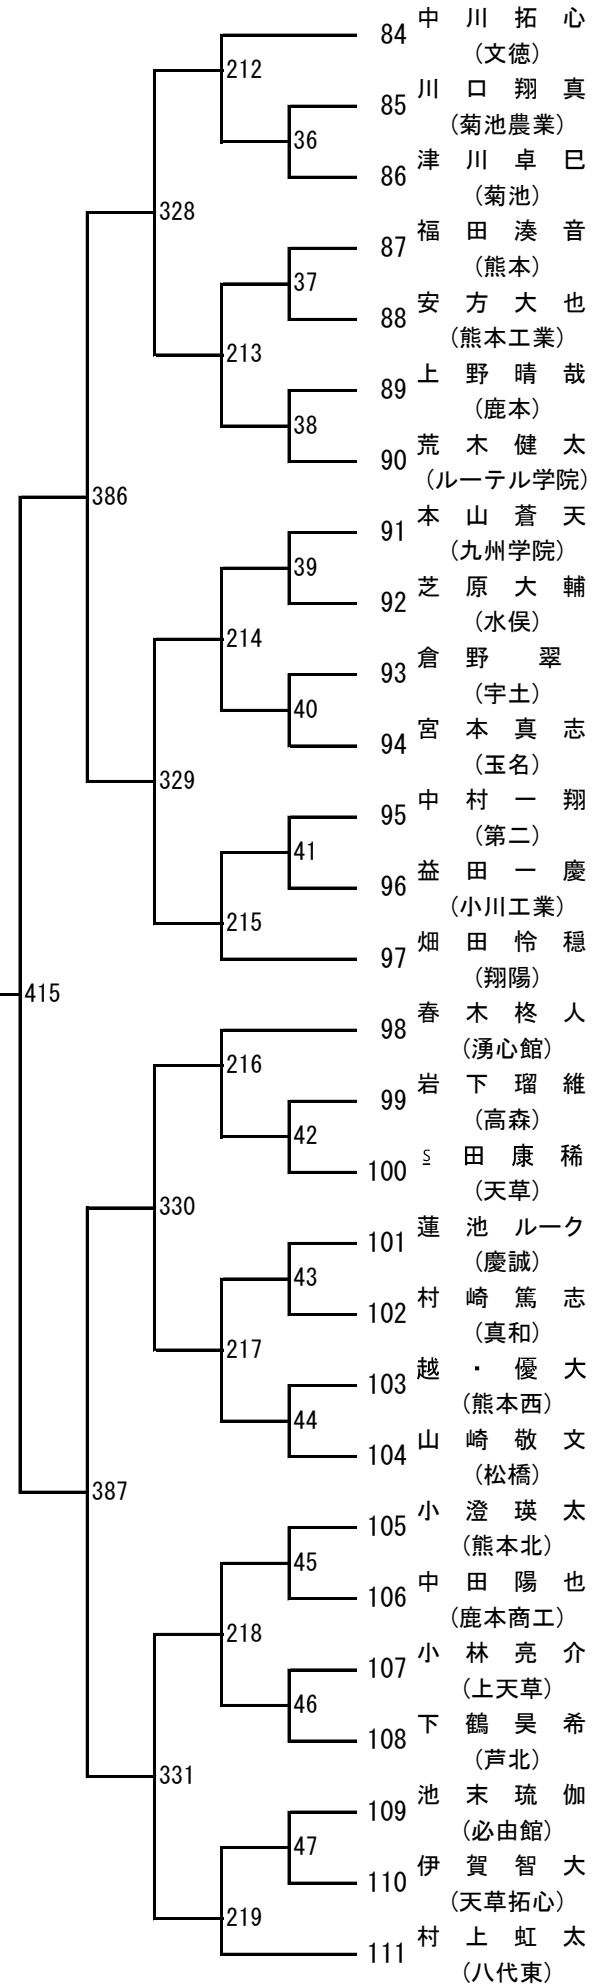 84 中川拓心
（文徳）
212
85 川口翔真
（菊池農業）
36
86 津川卓巳
（菊池）
328
87 福田湊音
（熊本）
37
88 安方大也
（熊本工業）
213
89 上野晴哉
（鹿本）
38
90 荒木健太
（ルーテル学院）
386
91 本山蒼天
（九州学院）
39
92 芝原大輔
（水俣）
214
93 倉野翠
（宇土）
40
94 宮本真志
（玉名）
329
95 中村一翔
（第二）
41
96 益田一慶
（小川工業）
215
97 畑田怜穏
（翔陽）
415
98 春木柊人
（湧心館）
216
99 岩下瑠維
（高森）
42
100 s田康稀
（天草）
330
101 蓮池ルーク
（慶誠）
43
102 村崎篤志
（真和）
217
103 越・優大
（熊本西）
44
104 山崎敬文
（松橋）
387
105 小澄瑛太
（熊本北）
45
106 中田陽也
（鹿本商工）
218
107 小林亮介
（上天草）
46
108 下鶴昊希
（芦北）
331
109 池末琉伽
（必由館）
47
110 伊賀智大
（天草拓心）
219
111 村上虹太
（八代東）